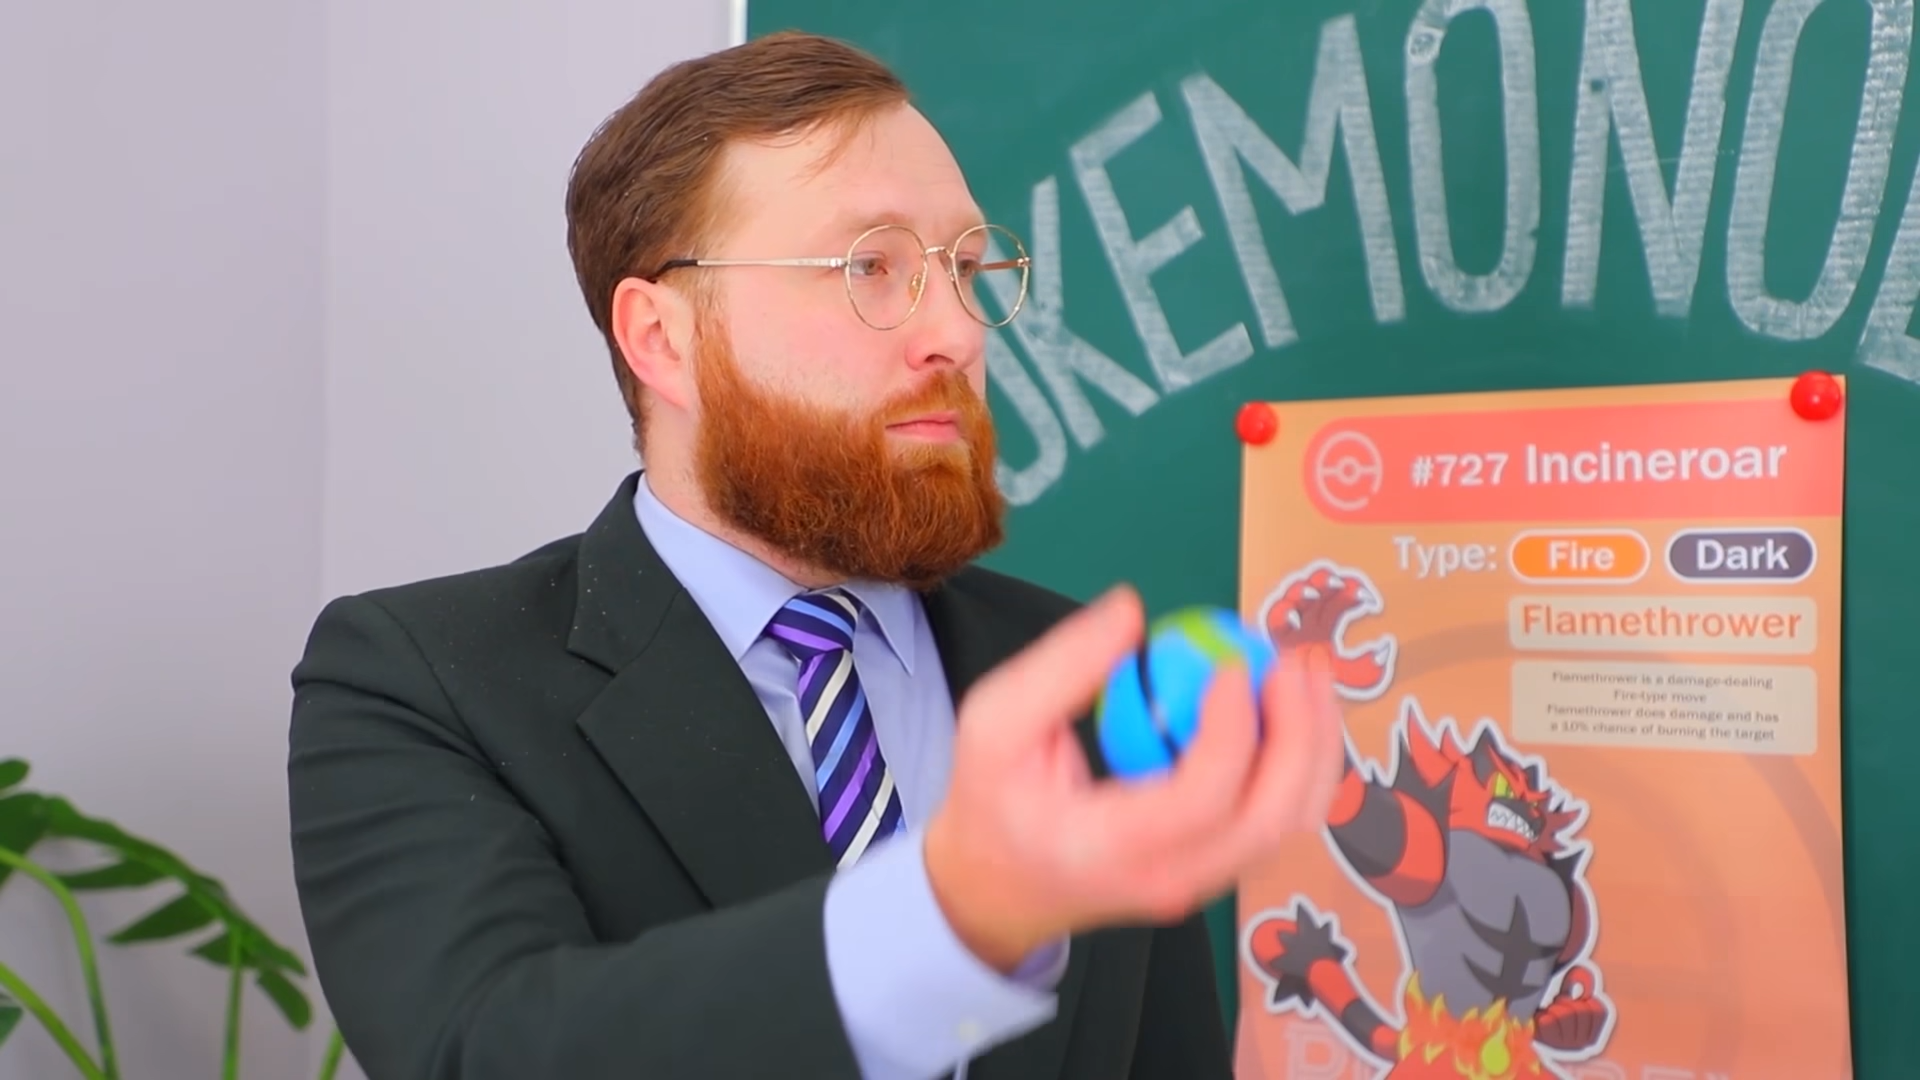 OKEMONO
#727 Incineroar
Type: Fire Dark
Flamethrower
Flamethrower is a damage-dealing
Fire-type move
Flamethrower does damage and has
a 10% chance of burning the target